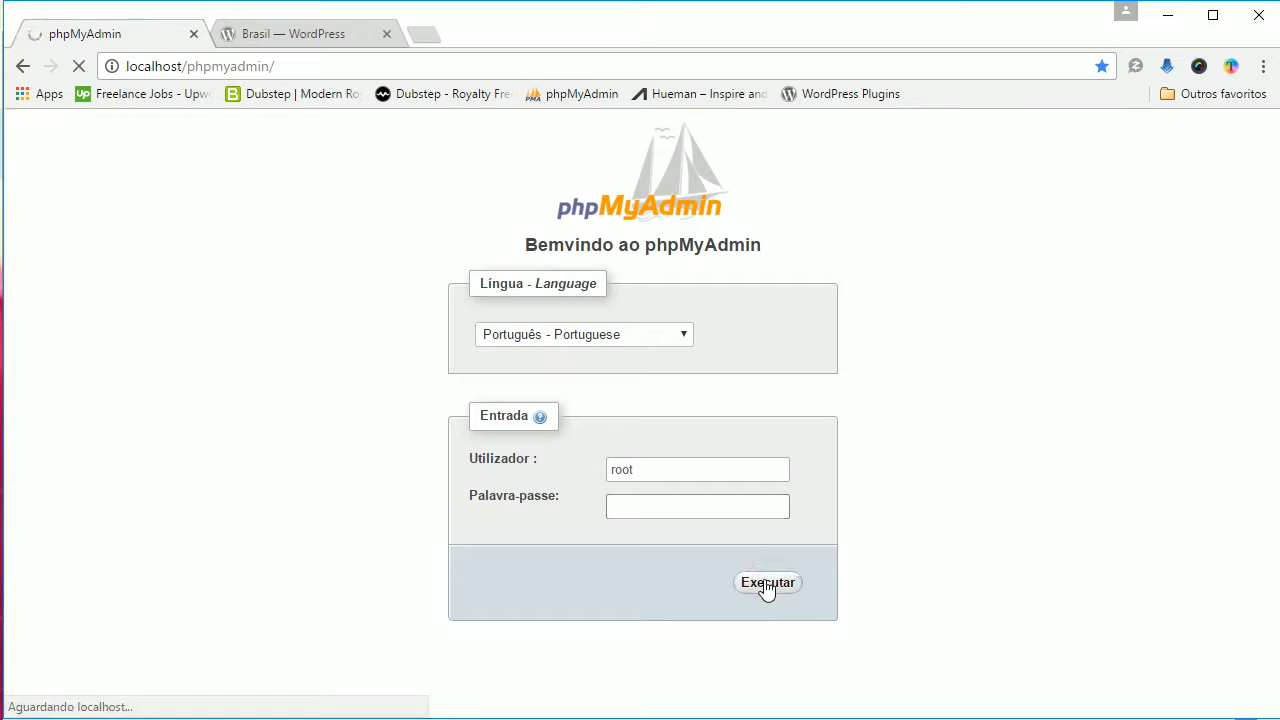 phpMyAdmin
Brasil — WordPress
localhost/phpmyadmin/
Apps
Up
Freelance Jobs - Upw
Dubstep | Modern Ro
Dubstep - Royalty Fre
PMA
phpMyAdmin
Hueman – Inspire and
WordPress Plugins
Outros favoritos
phpMyAdmin
Bemvindo ao phpMyAdmin
Língua - Language
Português - Portuguese
Entrada
Utilizador :
root
Palavra-passe:
Executar
Aguardando localhost...